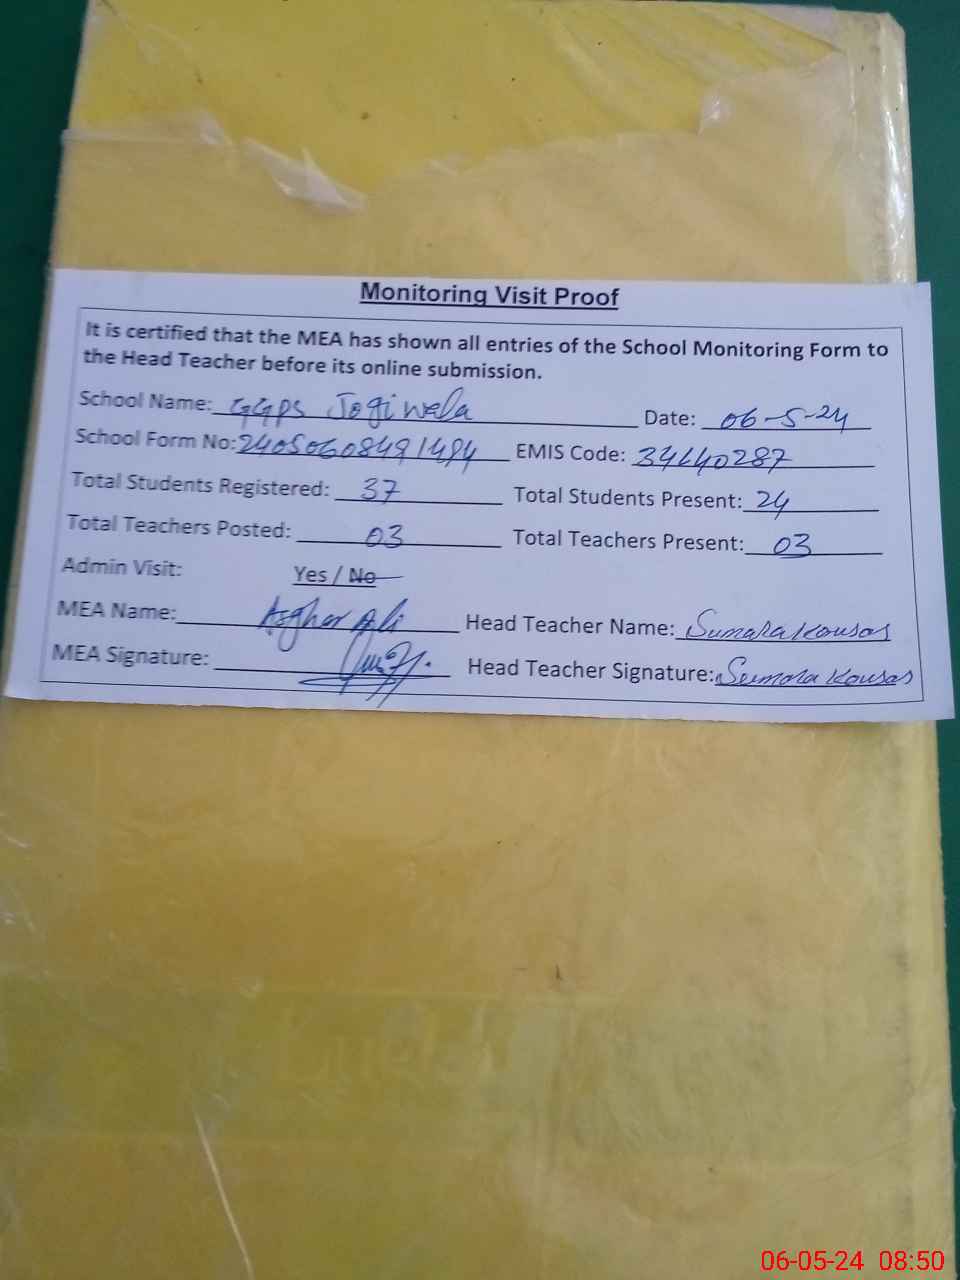 Monitoring Visit Proof
It is certified that the MEA has shown all entries of the School Monitoring Form to
the Head Teacher before its online submission.
School Name: GGPS Jogiwala Date: 06-5-24
School Form No: 24050608491494 EMIS Code: 34140287
Total Students Registered: 37 Total Students Present: 24
Total Teachers Posted: 03 Total Teachers Present: 03
Admin Visit: Yes / No
MEA Name: Asghar Ali Head Teacher Name: Sumara Kousas
MEA Signature: Head Teacher Signature: Sumara Kousas
06-05-24 08:50